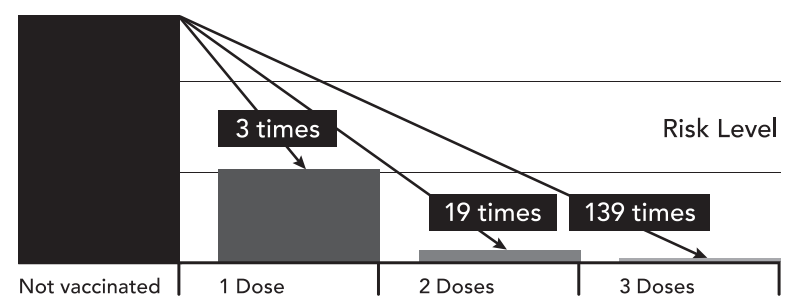 3 times
Risk Level
19 times
139 times
Not vaccinated
1 Dose
2 Doses
3 Doses